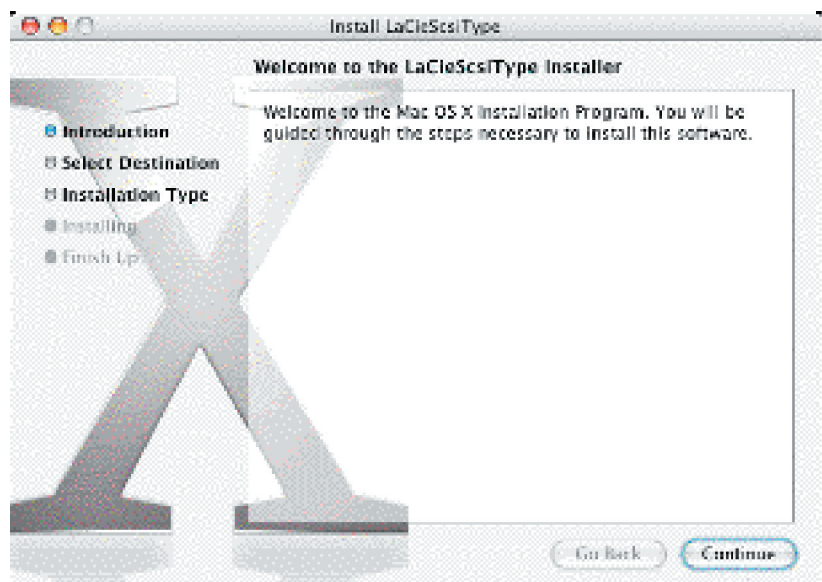 Install LaCieScsiType
Welcome to the LaCieScsiType Installer
Introduction
Select Destination
Installation Type
Installing
Finish Up
Welcome to the Mac OS X Installation Program. You will be
guided through the steps necessary to install this software.
Go Back
Continue